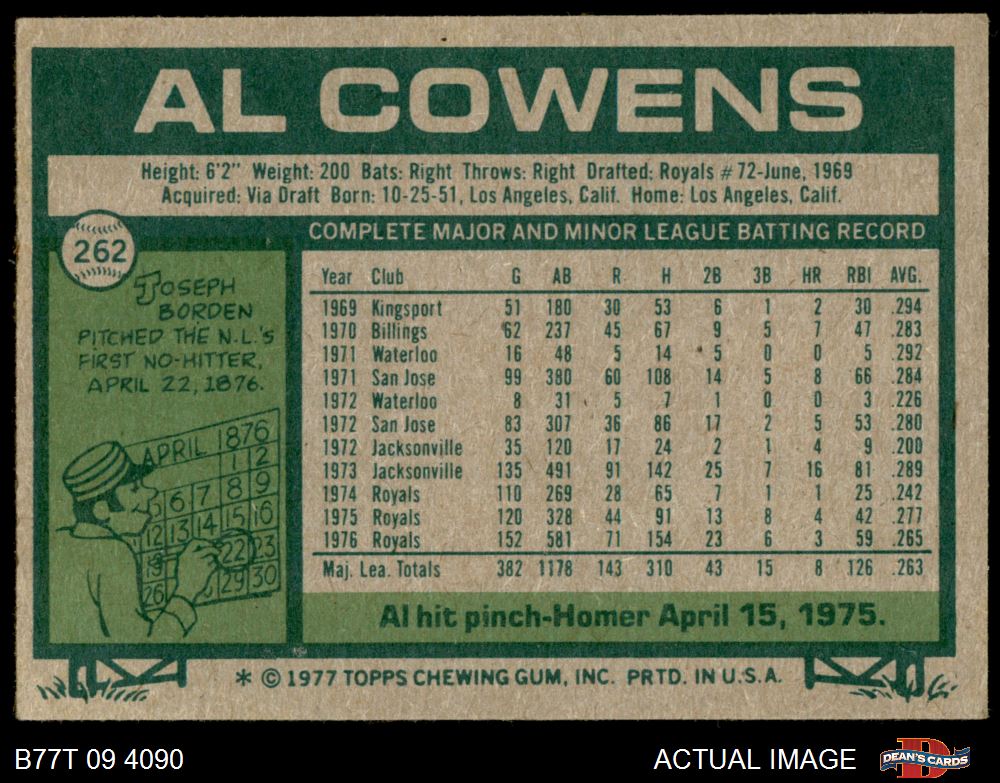 AL COWENS
Height: 6'2" Weight: 200 Bats: Right Throws: Right Drafted: Royals #72-June, 1969
Acquired: Via Draft Born: 10-25-51, Los Angeles, Calif. Home: Los Angeles, Calif.
262
JOSEPH
BORDEN
PITCHED THE N.L.'S
FIRST NO-HITTER,
APRIL 22, 1876.
APRIL 1876
1 2
6 7 8 9
12 13 14 15 16
19 22 23
26 29 30
COMPLETE MAJOR AND MINOR LEAGUE BATTING RECORD
Year Club G AB R H 2B 3B HR RBI AVG.
1969 Kingsport 51 180 30 53 6 1 2 30 .294
1970 Billings 62 237 45 67 9 5 7 47 .283
1971 Waterloo 16 48 5 14 5 0 0 5 .292
1971 San Jose 99 380 60 108 14 5 8 66 .284
1972 Waterloo 8 31 5 7 1 0 0 3 .226
1972 San Jose 83 307 36 86 17 2 5 53 .280
1972 Jacksonville 35 120 17 24 2 1 4 9 .200
1973 Jacksonville 135 491 91 142 25 7 16 81 .289
1974 Royals 110 269 28 65 7 1 1 25 .242
1975 Royals 120 328 44 91 13 8 4 42 .277
1976 Royals 152 581 71 154 23 6 3 59 .265
Maj. Lea. Totals 382 1178 143 310 43 15 8 126 .263
Al hit pinch-Homer April 15, 1975.
* © 1977 TOPPS CHEWING GUM, INC. PRTD. IN U.S.A.
B77T 09 4090
ACTUAL IMAGE
DEAN'S CARDS